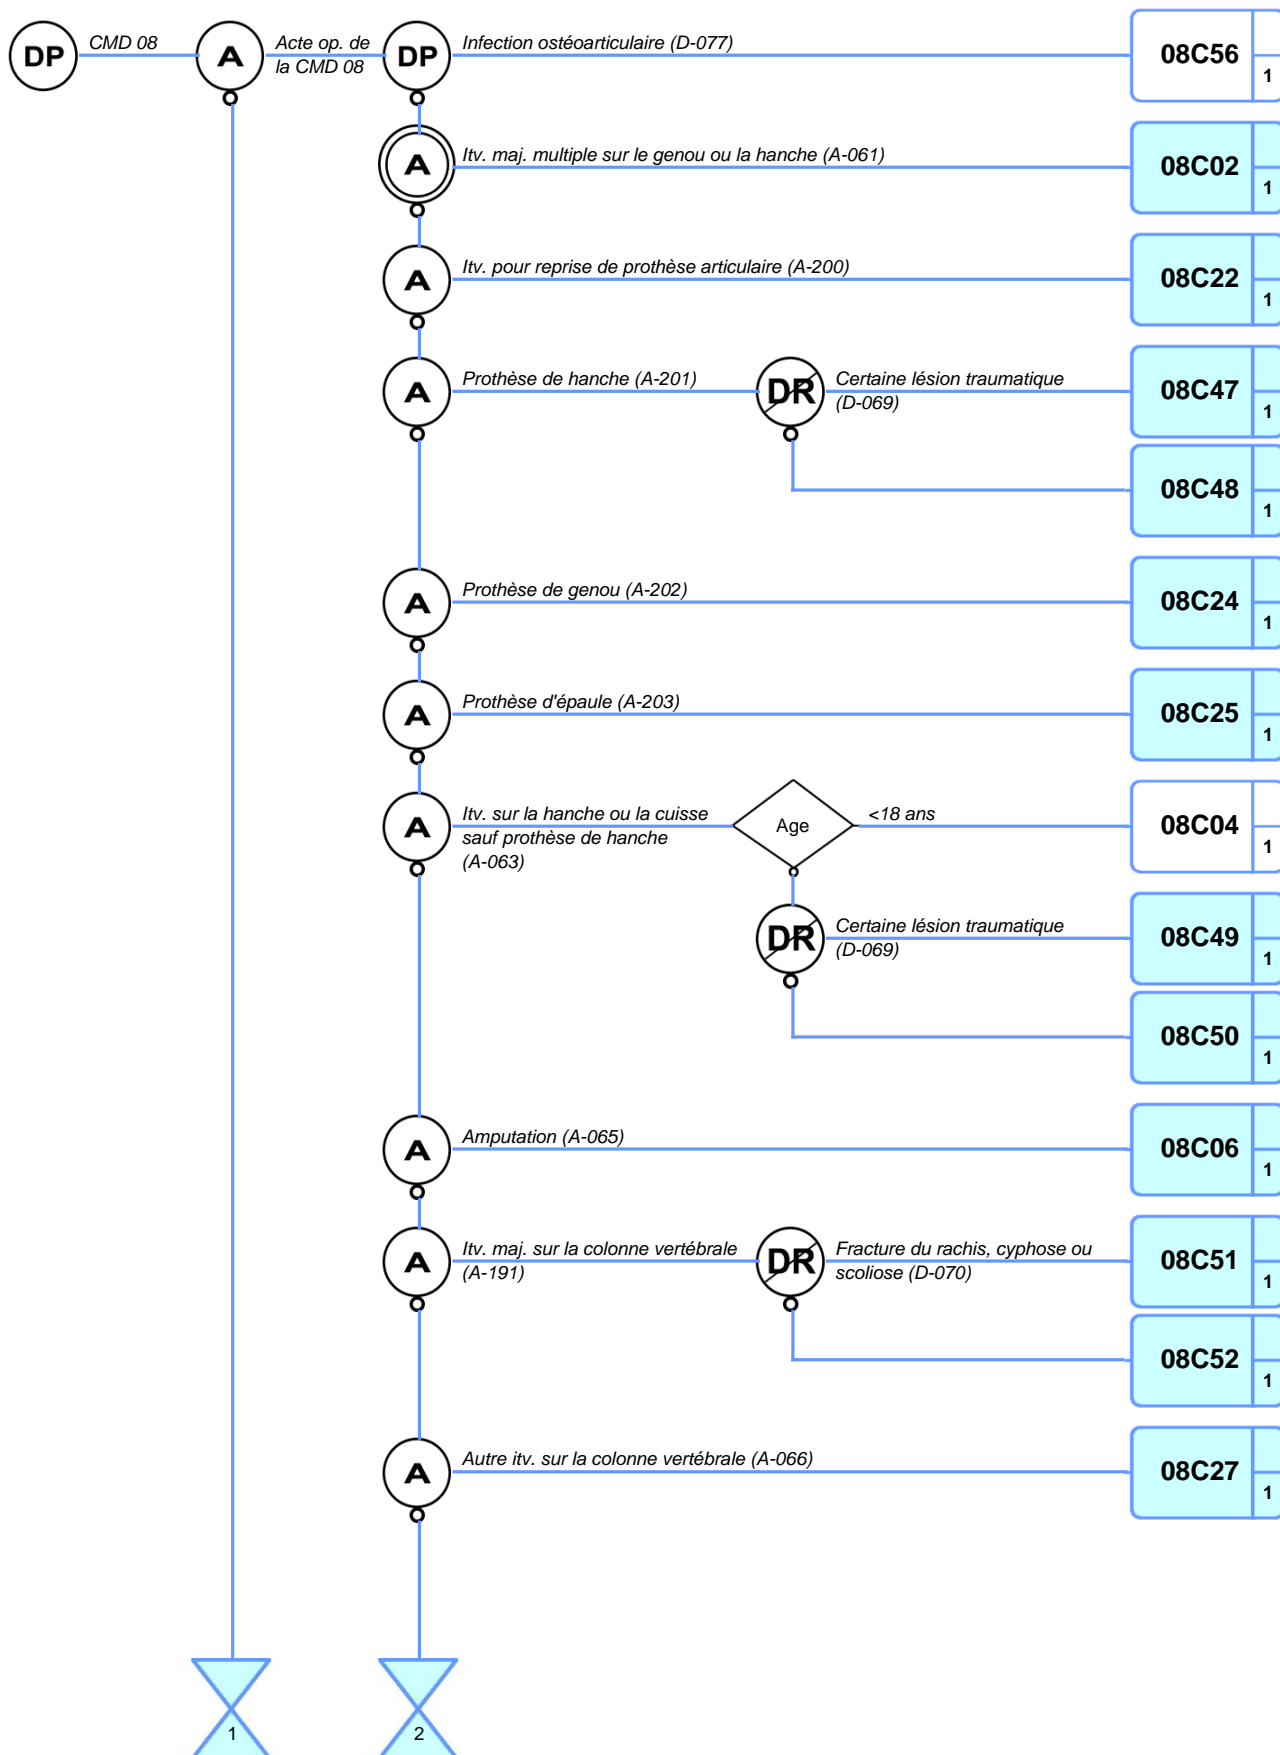 DP
CMD 08
A
Acte op. de
la CMD 08
DP
Infection ostéoarticulaire (D-077)
08C56
1
A
Itv. maj. multiple sur le genou ou la hanche (A-061)
08C02
1
A
Itv. pour reprise de prothèse articulaire (A-200)
08C22
1
A
Prothèse de hanche (A-201)
DR
Certaine lésion traumatique
(D-069)
08C47
1
08C48
1
A
Prothèse de genou (A-202)
08C24
1
A
Prothèse d'épaule (A-203)
08C25
1
A
Itv. sur la hanche ou la cuisse
sauf prothèse de hanche
(A-063)
Age
<18 ans
08C04
1
DR
Certaine lésion traumatique
(D-069)
08C49
1
08C50
1
A
Amputation (A-065)
08C06
1
A
Itv. maj. sur la colonne vertébrale
(A-191)
DR
Fracture du rachis, cyphose ou
scoliose (D-070)
08C51
1
08C52
1
A
Autre itv. sur la colonne vertébrale (A-066)
08C27
1
1
2